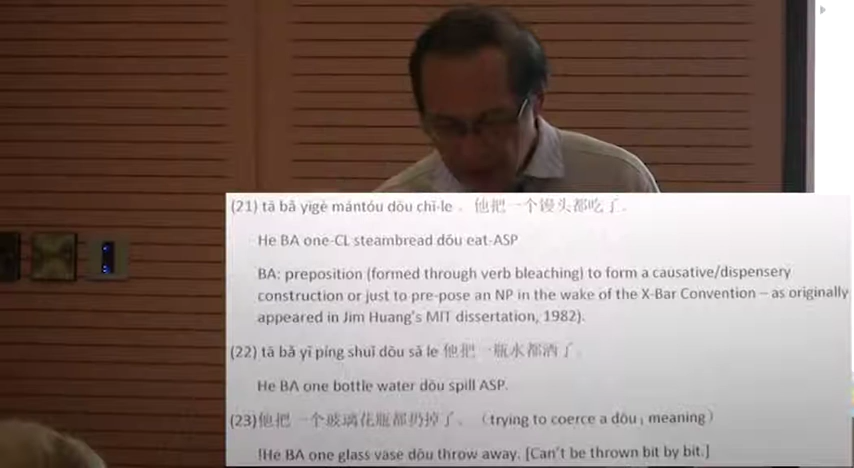 (21) tā bǎ yīgè mántóu dōu chī-le 。他把一个馒头都吃了。
He BA one-CL steambread dōu eat-ASP
BA: preposition (formed through verb bleaching) to form a causative/dispensery
construction or just to pre-pose an NP in the wake of the X-Bar Convention – as originally
appeared in Jim Huang's MIT dissertation, 1982).
(22) tā bǎ yī píng shuǐ dōu sǎ le 他把一瓶水都洒了。
He BA one bottle water dōu spill ASP.
(23)他把一个玻璃花瓶都扔掉了。（trying to coerce a dōu₁ meaning）
!He BA one glass vase dōu throw away. [Can't be thrown bit by bit.]